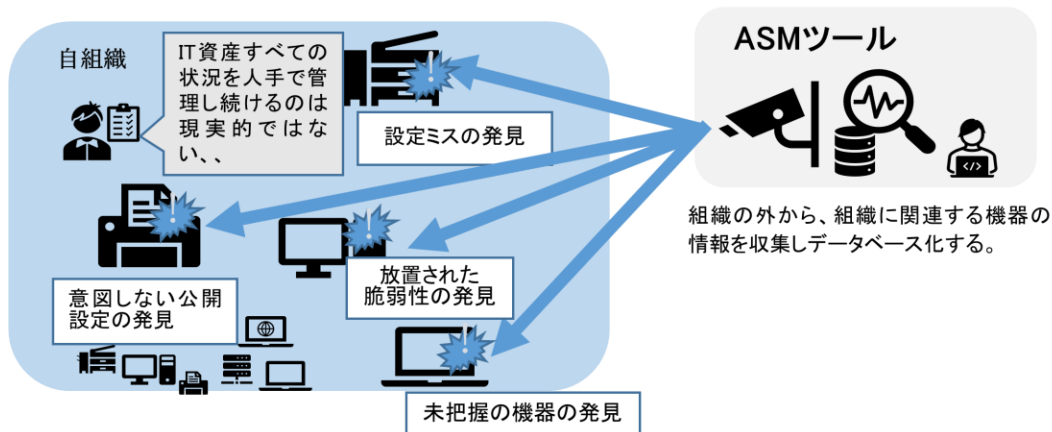 自組織
IT資産すべての
状況を人手で管
理し続けるのは
現実的ではな
い、、
設定ミスの発見
意図しない公開
設定の発見
放置された
脆弱性の発見
未把握の機器の発見
ASMツール
</>
組織の外から、組織に関連する機器の
情報を収集しデータベース化する。